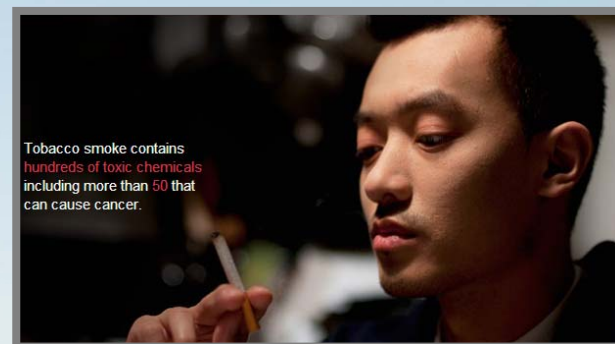 Tobacco smoke contains
hundreds of toxic chemicals
including more than 50 that
can cause cancer.